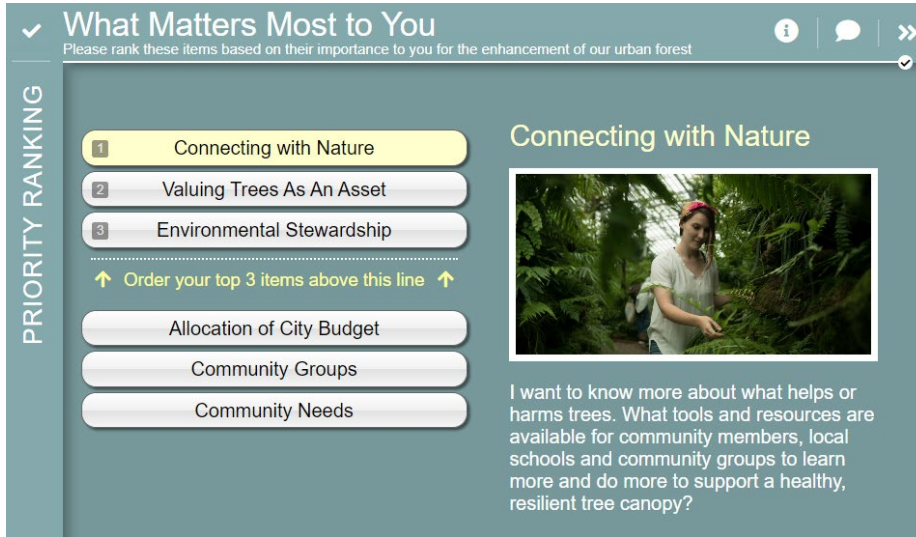 What Matters Most to You
Please rank these items based on their importance to you for the enhancement of our urban forest
PRIORITY RANKING
1 Connecting with Nature
2 Valuing Trees As An Asset
3 Environmental Stewardship
Order your top 3 items above this line
Allocation of City Budget
Community Groups
Community Needs
Connecting with Nature
I want to know more about what helps or
harms trees. What tools and resources are
available for community members, local
schools and community groups to learn
more and do more to support a healthy,
resilient tree canopy?